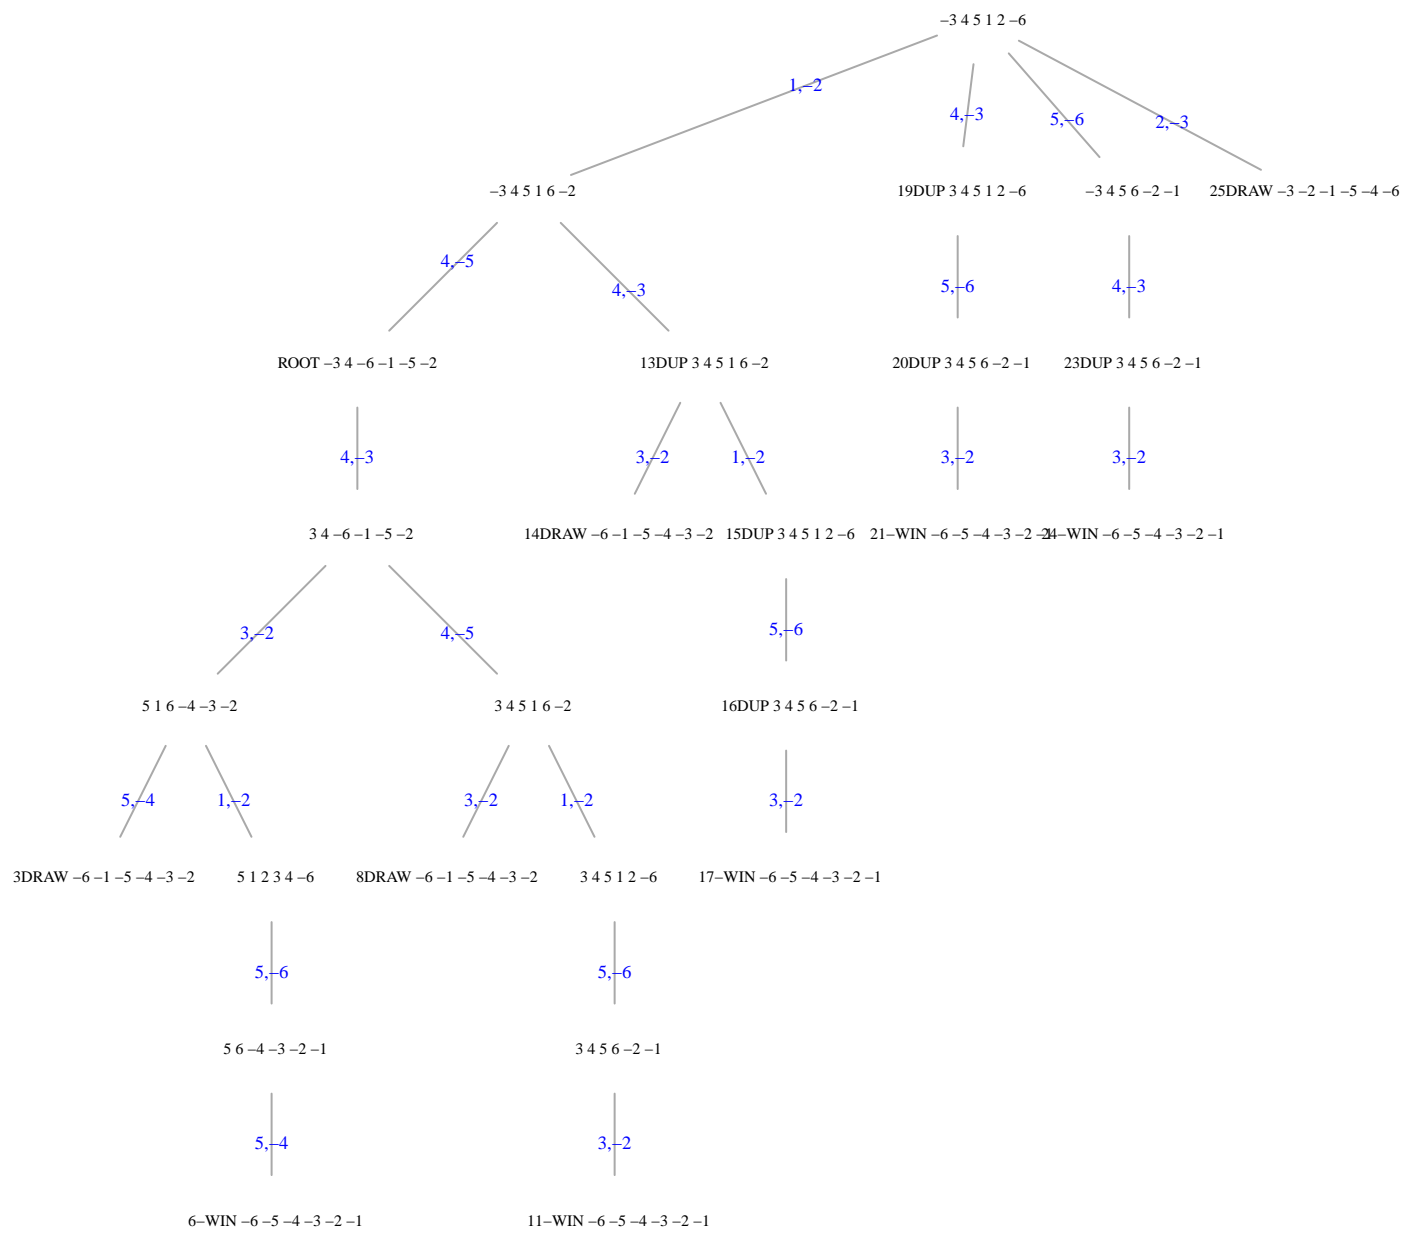 –3 4 5 1 2 –6
1,–2
4,–3
5,–6
2,–3
–3 4 5 1 6 –2
19DUP 3 4 5 1 2 –6
–3 4 5 6 –2 –1
25DRAW –3 –2 –1 –5 –4 –6
4,–5
4,–3
5,–6
4,–3
ROOT –3 4 –6 –1 –5 –2
13DUP 3 4 5 1 6 –2
20DUP 3 4 5 6 –2 –1
23DUP 3 4 5 6 –2 –1
4,–3
3,–2
1,–2
3,–2
3,–2
3 4 –6 –1 –5 –2
14DRAW –6 –1 –5 –4 –3 –2
15DUP 3 4 5 1 2 –6
21–WIN –6 –5 –4 –3 –2 –1
24–WIN –6 –5 –4 –3 –2 –1
3,–2
4,–5
5,–6
5 1 6 –4 –3 –2
3 4 5 1 6 –2
16DUP 3 4 5 6 –2 –1
5,–4
1,–2
3,–2
1,–2
3,–2
3DRAW –6 –1 –5 –4 –3 –2
5 1 2 3 4 –6
8DRAW –6 –1 –5 –4 –3 –2
3 4 5 1 2 –6
17–WIN –6 –5 –4 –3 –2 –1
5,–6
5,–6
5 6 –4 –3 –2 –1
3 4 5 6 –2 –1
5,–4
3,–2
6–WIN –6 –5 –4 –3 –2 –1
11–WIN –6 –5 –4 –3 –2 –1